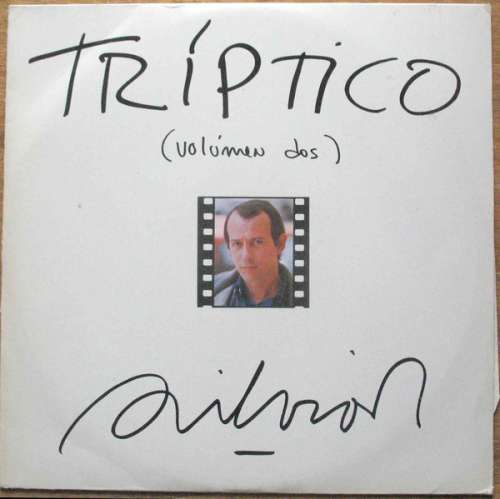 TRÍPTICO
(volúmen dos)
Silvio R